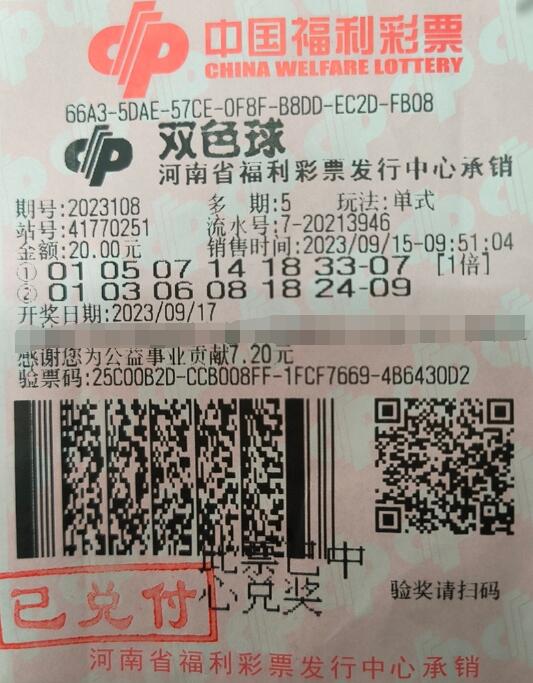 中国福利彩票
CHINA WELFARE LOTTERY
66A3-5DAE-57CE-0F8F-B8DD-EC2D-FB08
双色球
河南省福利彩票发行中心承销
期号:2023108 多 期:5 玩法:单式
站号:41770251 流水号:7-20213946
金额:20.00元 销售时间:2023/09/15-09:51:04
① 01 05 07 14 18 33-07 [1倍]
② 01 03 06 08 18 24-09
开奖日期:2023/09/17
感谢您为公益事业贡献7.20元
验票码:25C00B2D-CCB008FF-1FCF7669-4B6430D2
此票已中
心兑奖
验奖请扫码
已兑付
河南省福利彩票发行中心承销